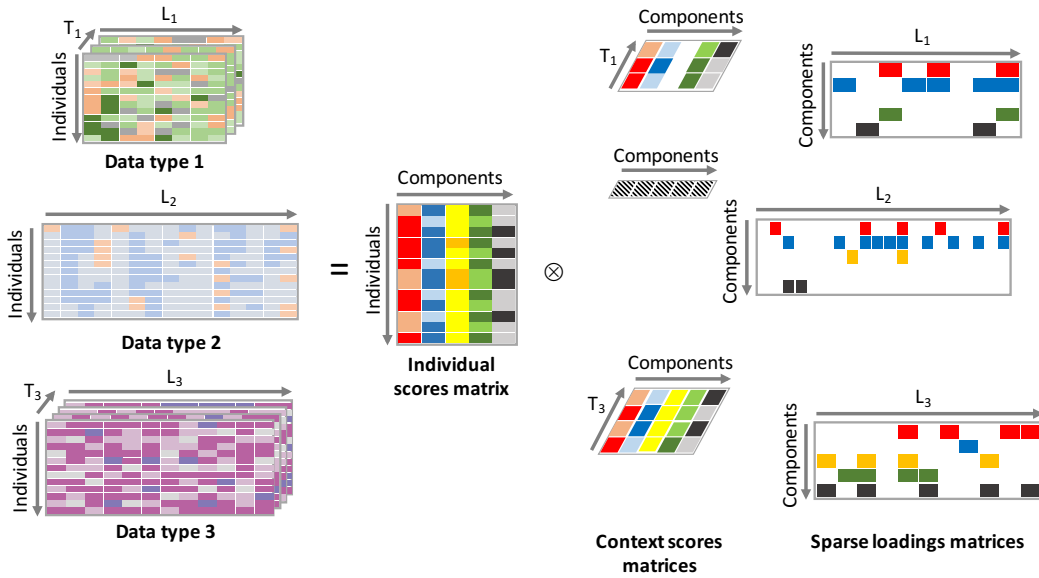 T1
L1
Individuals
Data type 1
L2
Individuals
Data type 2
T3
L3
Individuals
Data type 3
=
Components
Individuals
Individual
scores matrix
⊗
Components
T1
Components
Components
T3
Context scores
matrices
L1
Components
L2
Components
L3
Components
Sparse loadings matrices